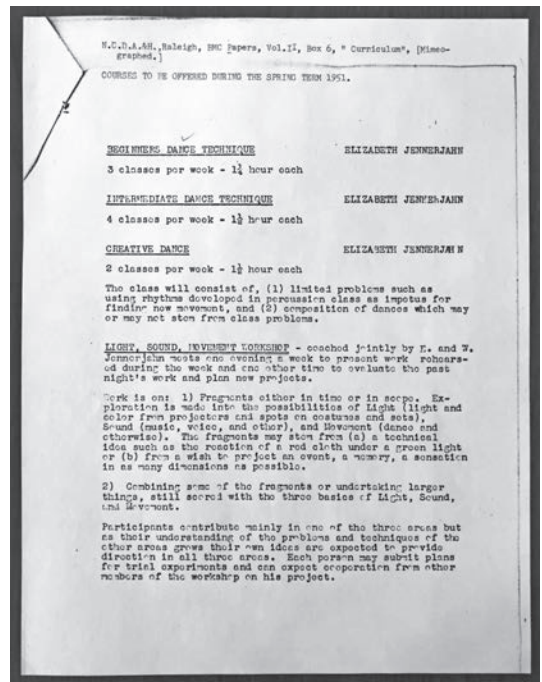 N.C.D.A.&H., Raleigh, BMC Papers, Vol.II, Box 6, " Curriculum", [Mimeo-
graphed.]
COURSES TO BE OFFERED DURING THE SPRING TERM 1951.
BEGINNERS DANCE TECHNIQUE ELIZABETH JENNERJAHN
3 classes per week - hour each
INTERMEDIATE DANCE TECHNIQUE ELIZABETH JENNERJAHN
4 classes per week - 1½ hour each
CREATIVE DANCE ELIZABETH JENNERJAHN
2 classes per week - 1½ hour each
The class will consist of, (1) limited problems such as
using rhythms developed in percussion class as impetus for
finding new movement, and (2) composition of dances which may
or may not stem from class problems.
LIGHT, SOUND, MOVEMENT WORKSHOP - coached jointly by E. and W.
Jennerjahn meets one evening a week to present work rehears-
ed during the week and one other time to evaluate the past
night's work and plan new projects.
Work is on: 1) Fragments either in time or in scope. Ex-
ploration is made into the possibilities of Light (light and
color from projectors and spots on costumes and sets),
Sound (music, voice, and other), and Movement (dance and
otherwise). The fragments may stem from (a) a technical
idea such as the reaction of a red cloth under a green light
or (b) from a wish to project an event, a memory, a sensation
in as many dimensions as possible.
2) Combining some of the fragments or undertaking larger
things, still scored with the three basics of Light, Sound,
and Movement.
Participants contribute mainly in one of the three areas but
as their understanding of the problems and techniques of the
other areas grows their own ideas are expected to provide
direction in all three areas. Each person may submit plans
for trial experiments and can expect cooperation from other
members of the workshop on his project.